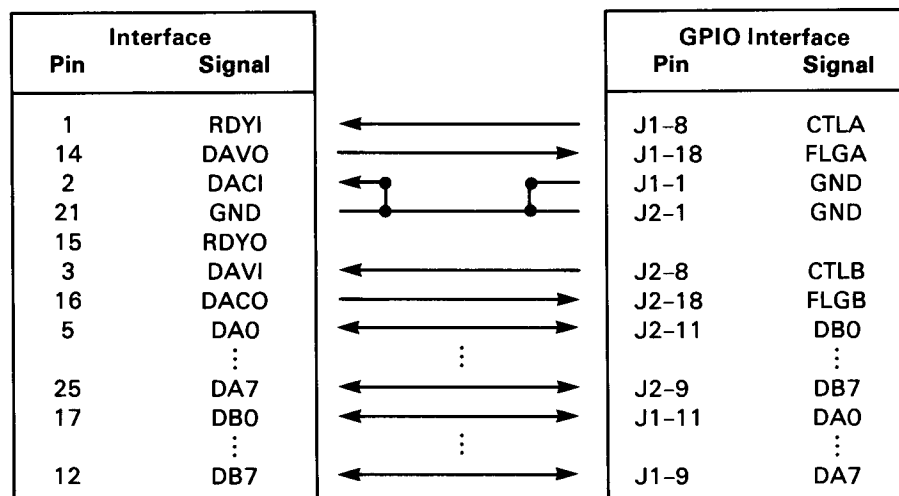 Interface GPIO Interface
Pin Signal Pin Signal
1 RDYI J1-8 CTLA
14 DAVO J1-18 FLGA
2 DACI J1-1 GND
21 GND J2-1 GND
15 RDYO
3 DAVI J2-8 CTLB
16 DACO J2-18 FLGB
5 DA0 J2-11 DB0
⋮ ⋮ ⋮
25 DA7 J2-9 DB7
17 DB0 J1-11 DA0
⋮ ⋮ ⋮
12 DB7 J1-9 DA7